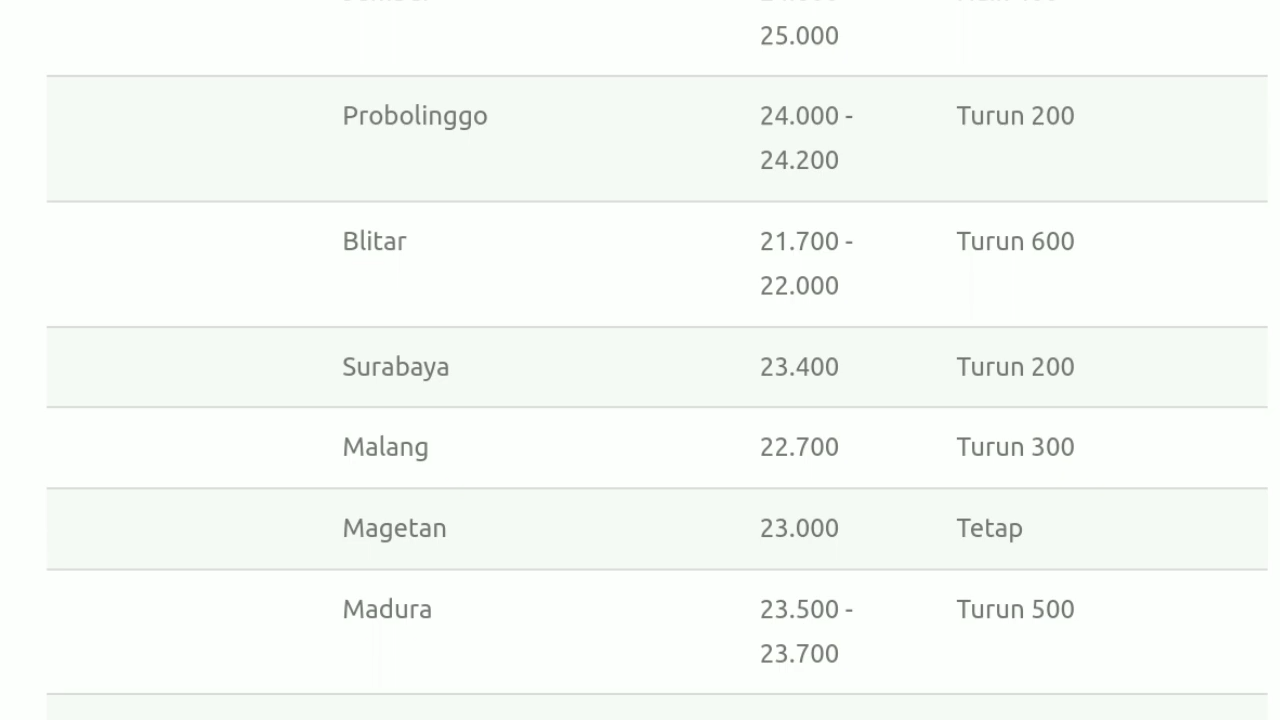 25.000
Probolinggo 24.000 - Turun 200
24.200
Blitar 21.700 - Turun 600
22.000
Surabaya 23.400 Turun 200
Malang 22.700 Turun 300
Magetan 23.000 Tetap
Madura 23.500 - Turun 500
23.700